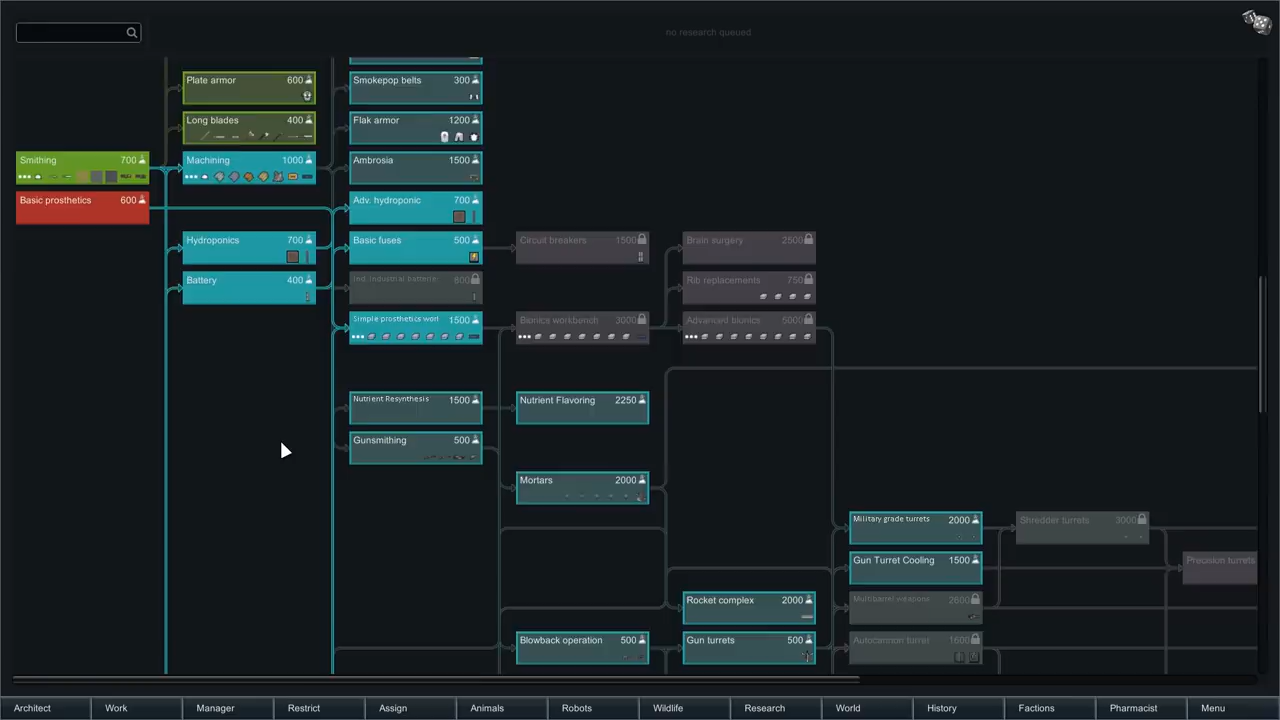 no research queued
Plate armor 600
Smokepop belts 300
Long blades 400
Flak armor 1200
Smithing 700
Machining 1000
Ambrosia 1500
Basic prosthetics 600
Adv. hydroponic 700
Hydroponics 700
Basic fuses 500
Circuit breakers 1500
Brain surgery 2500
Battery 400
industrial batterie 600
Rib replacements 750
Simple prosthetics worl 1500
Bionics workbench 3000
Advanced bionics 5000
Nutrient Resynthesis 1500
Nutrient Flavoring 2250
Gunsmithing 500
Mortars 2000
Military grade turrets 2000
Shredder turrets 3000
Gun Turret Cooling 1500
Precision turrets
Rocket complex 2000
Multibarrel weapons 2600
Blowback operation 500
Gun turrets 500
Autocannon turret 1600
Architect Work Manager Restrict Assign Animals Robots Wildlife Research World History Factions Pharmacist Menu